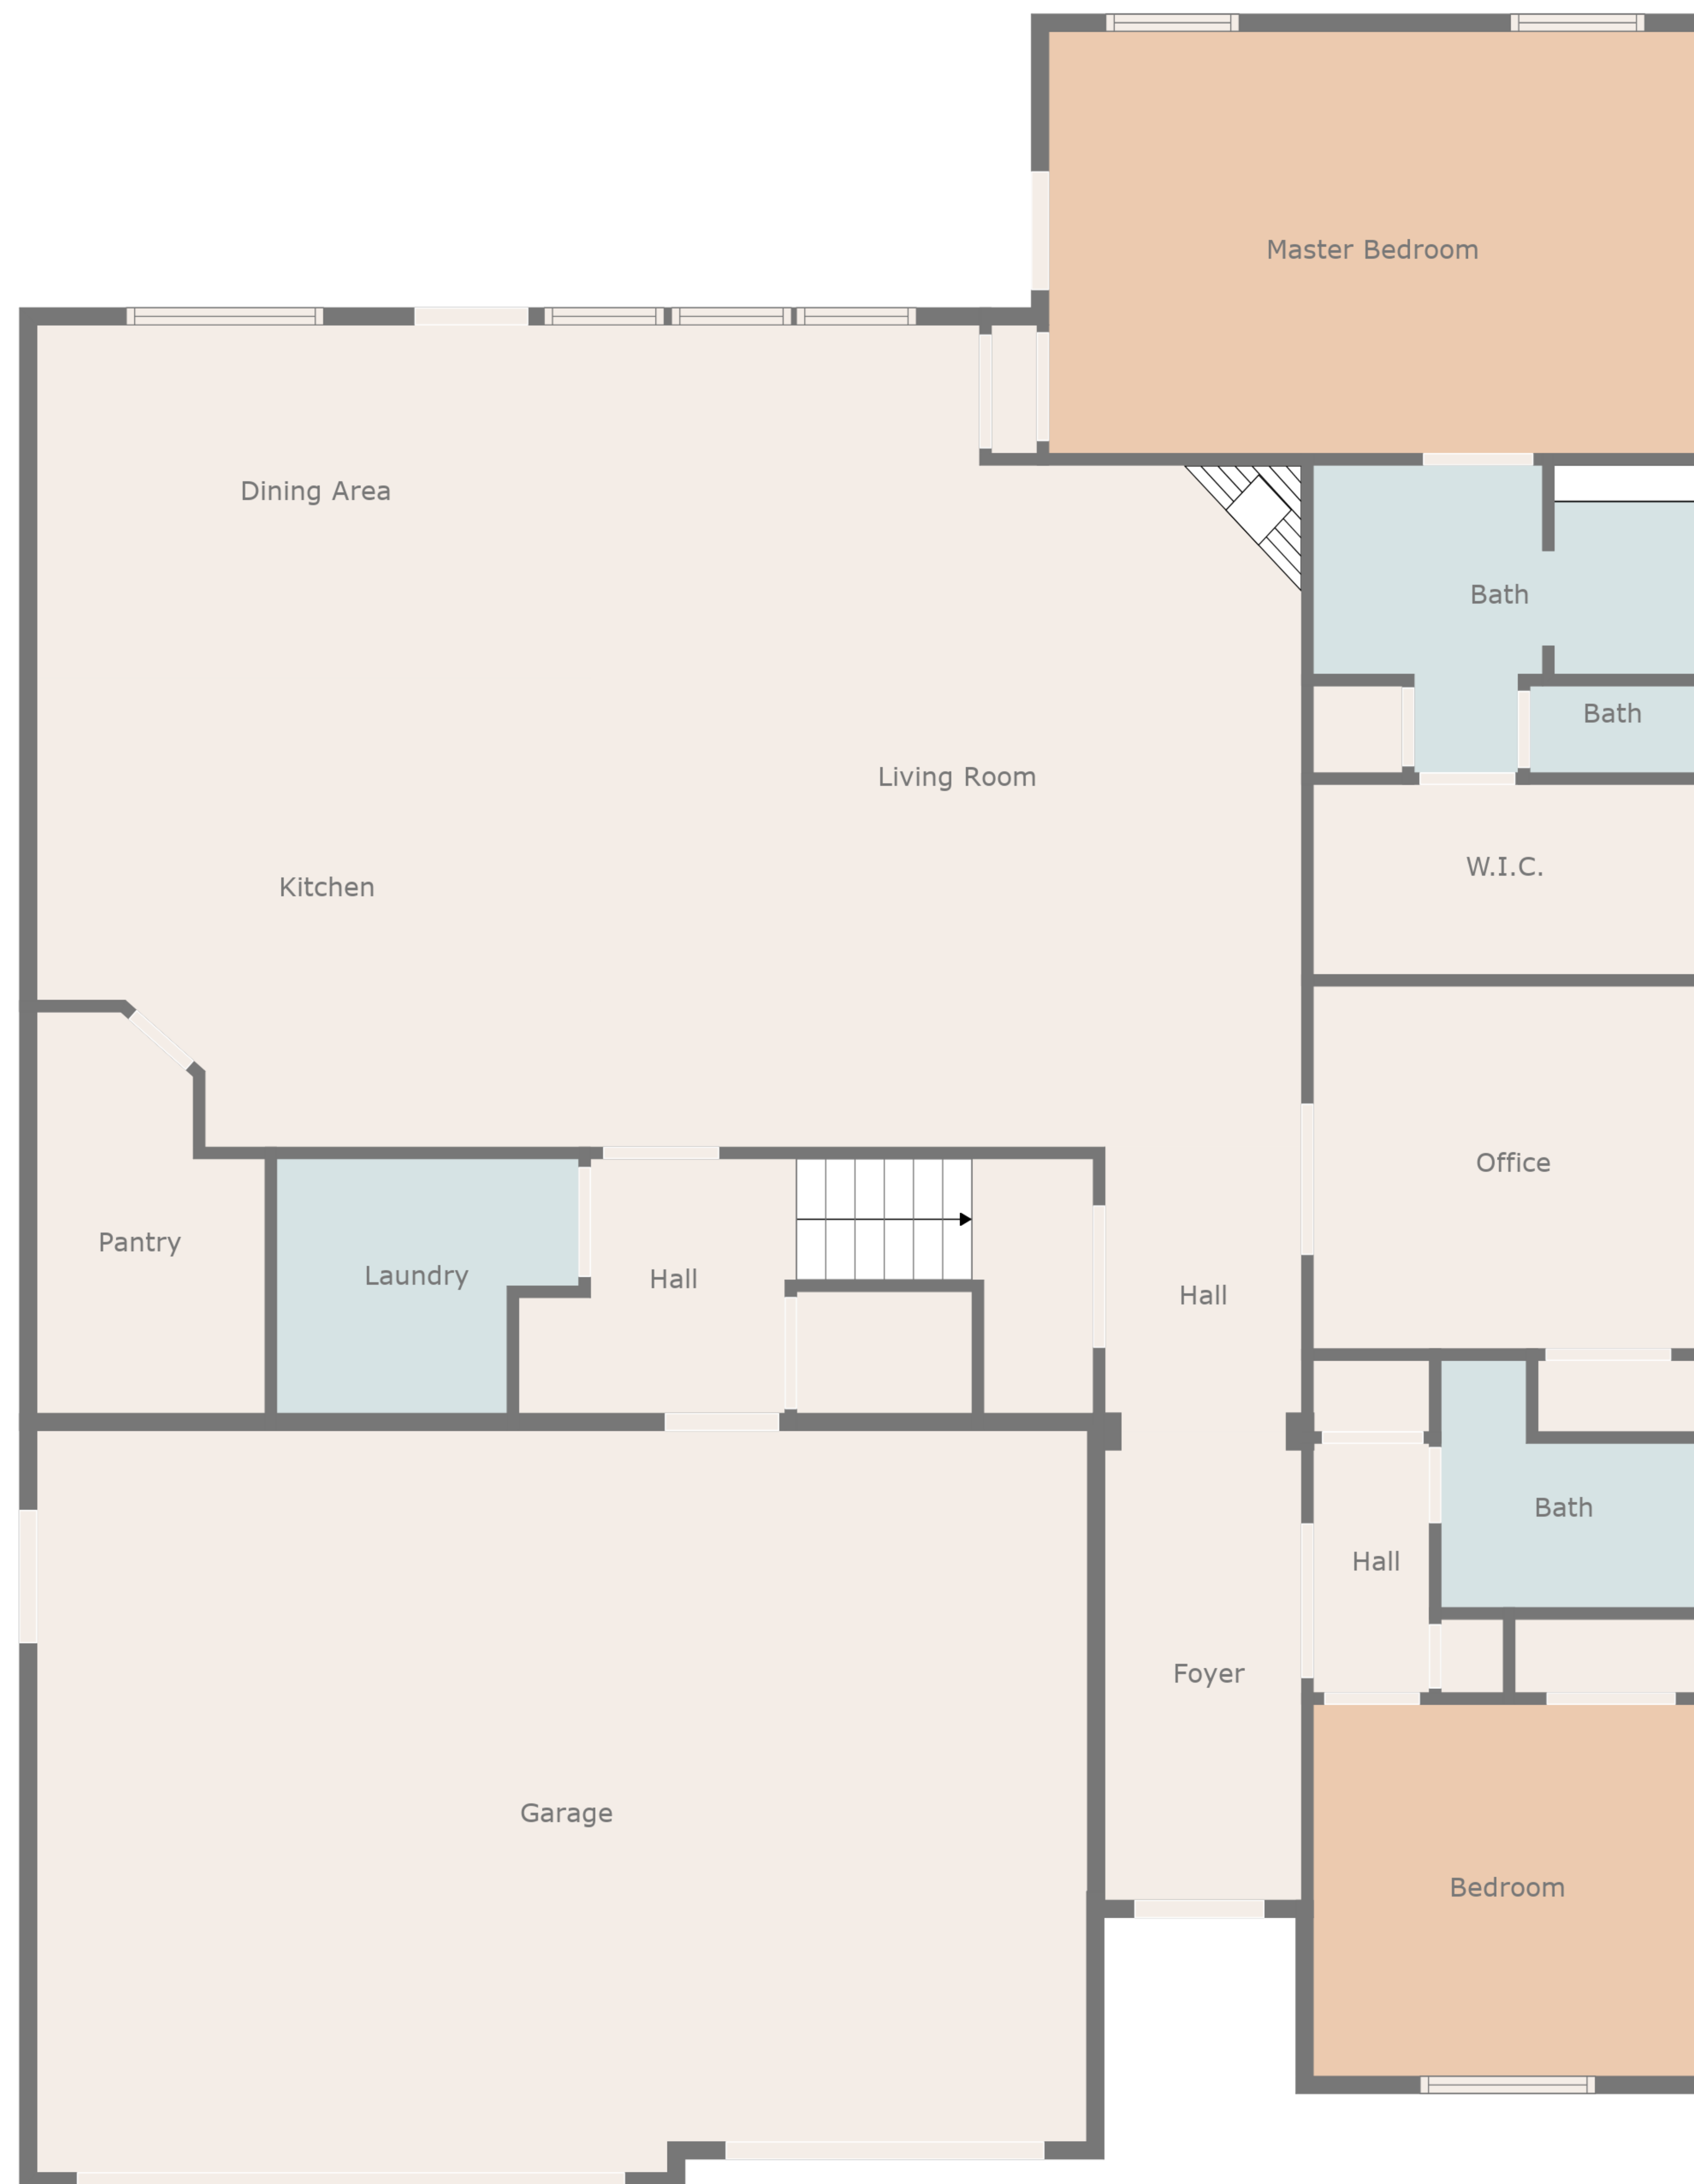 Master Bedroom
Dining Area
Bath
Bath
Living Room
W.I.C.
Kitchen
Office
Pantry
Laundry
Hall
Hall
Bath
Hall
Foyer
Garage
Bedroom